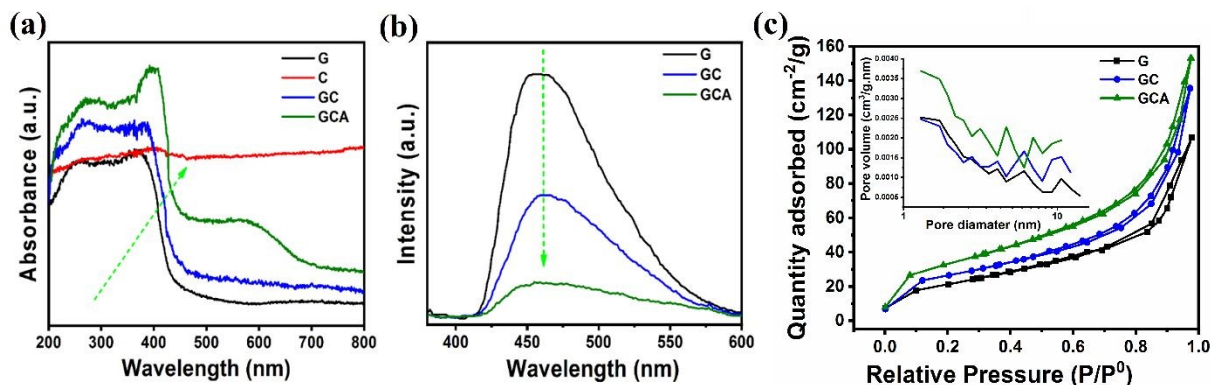 (a)
Absorbance (a.u.)
G
C
GC
GCA
200 300 400 500 600 700 800
Wavelength (nm)
(b)
Intensity (a.u.)
G
GC
GCA
400 450 500 550 600
Wavelength (nm)
(c)
Quantity adsorbed (cm-2/g)
160
140
120
100
80
60
40
20
0
G
GC
GCA
Pore volume (cm3/g.nm)
0.0040
0.0035
0.0030
0.0025
0.0020
0.0015
0.0010
0.0005
1 10
Pore diamater (nm)
0.0 0.2 0.4 0.6 0.8 1.0
Relative Pressure (P/P0)